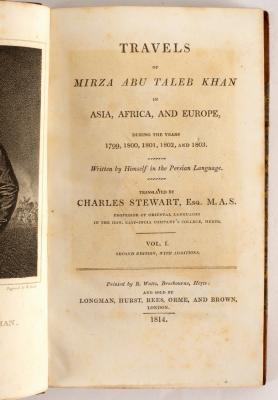 TRAVELS
OF
MIRZA ABU TALEB KHAN
IN
ASIA, AFRICA, AND EUROPE,
DURING THE YEARS
1799, 1800, 1801, 1802, AND 1803.
Written by Himself in the Persian Language.
TRANSLATED BY
CHARLES STEWART, ESQ. M.A.S.
PROFESSOR OF ORIENTAL LANGUAGES
IN THE HON. EAST-INDIA COMPANY'S COLLEGE, HERTS.
VOL. I.
SECOND EDITION, WITH ADDITIONS.
Printed by R. Watts, Broxbourne, Herts:
AND SOLD BY
LONGMAN, HURST, REES, ORME, AND BROWN,
LONDON.
1814.